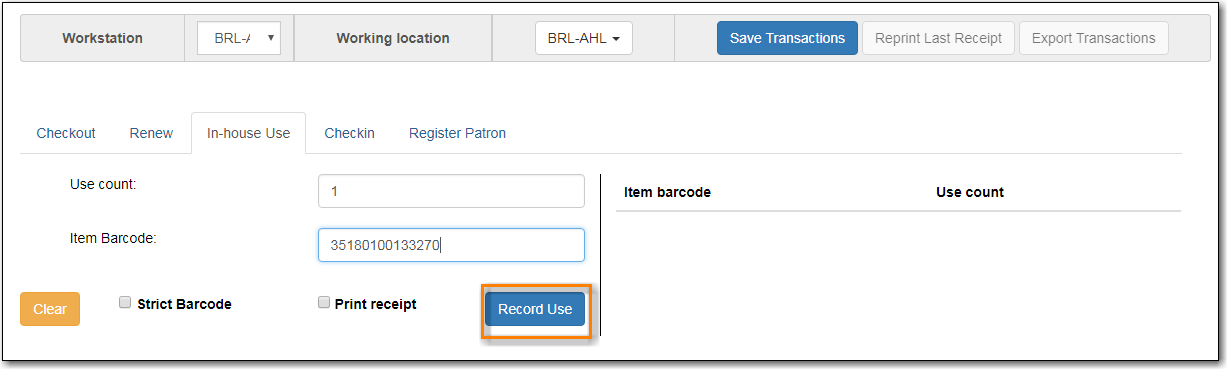 Workstation BRL-A Working location BRL-AHL Save Transactions Reprint Last Receipt Export Transactions
Checkout Renew In-house Use Checkin Register Patron
Use count: 1 Item barcode Use count
Item Barcode: 35180100133270
Clear Strict Barcode Print receipt Record Use